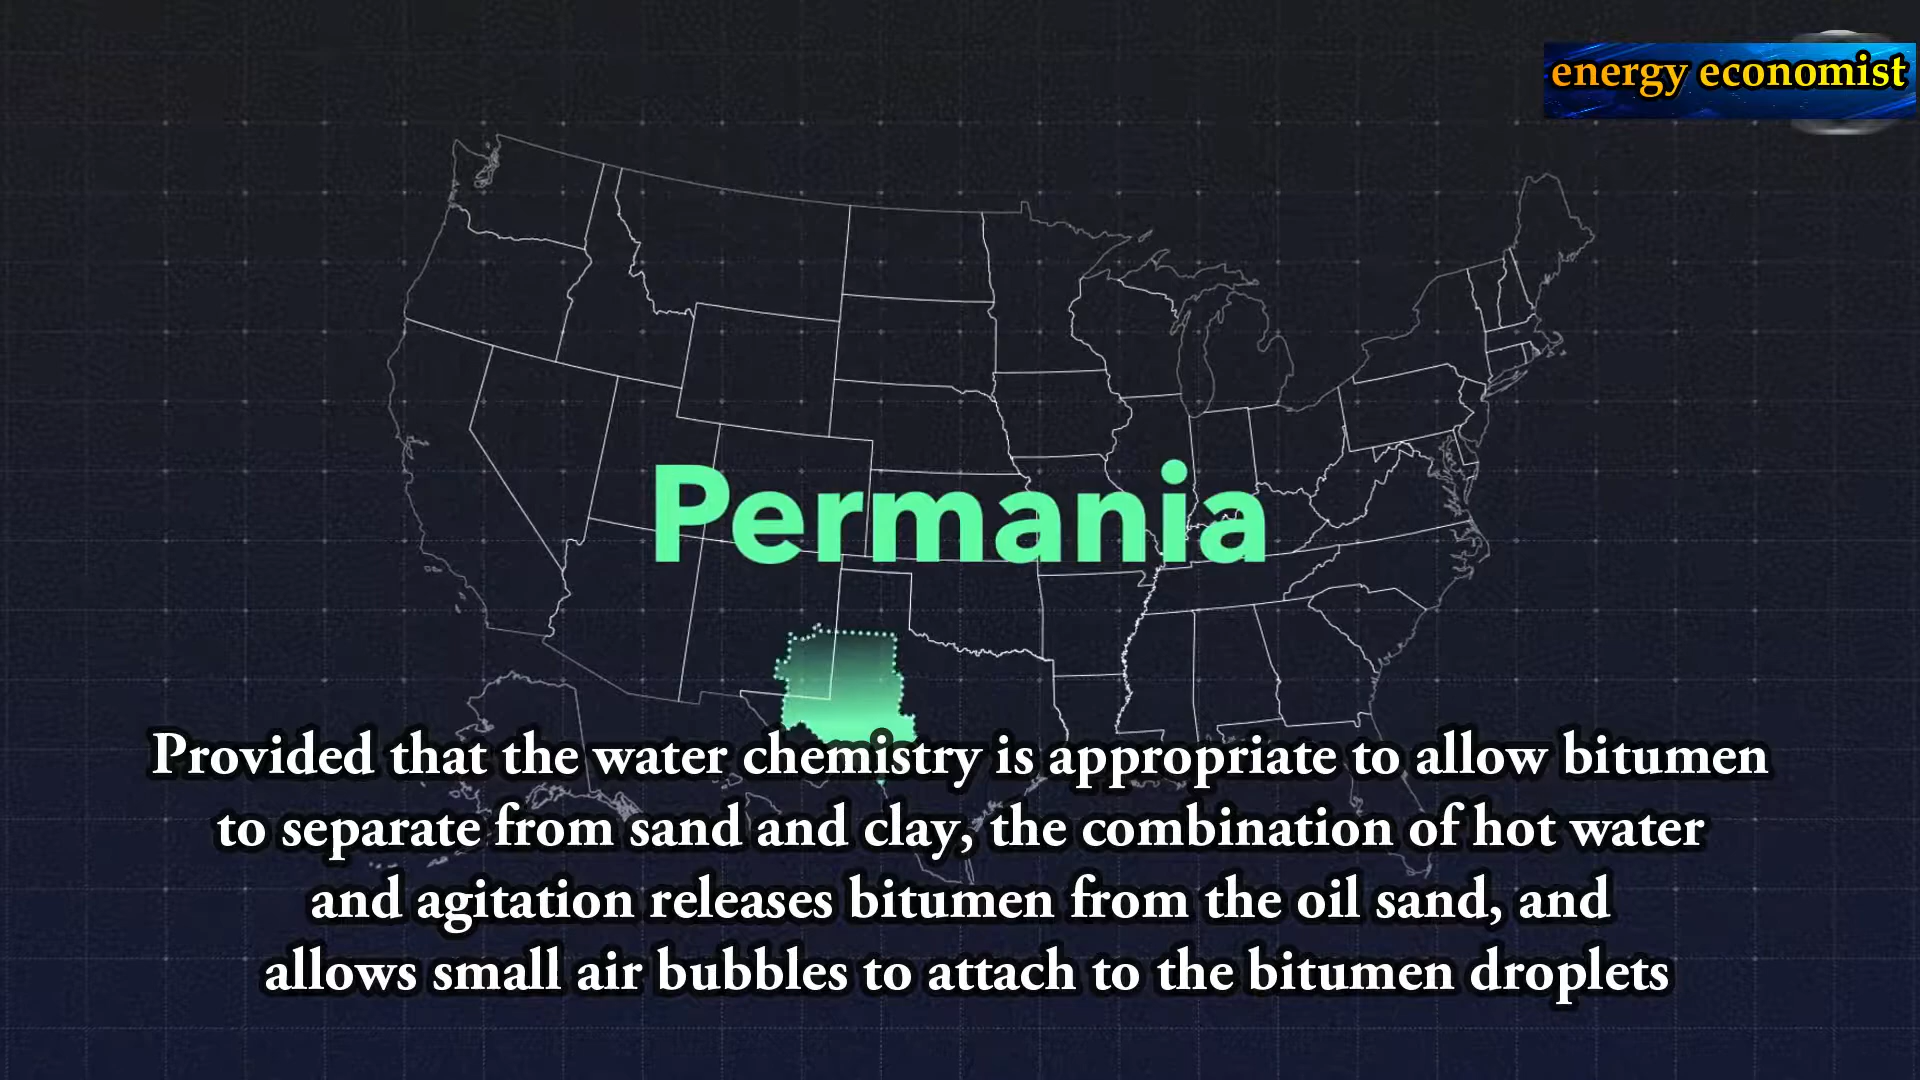 energy economist
Permania
Provided that the water chemistry is appropriate to allow bitumen
to separate from sand and clay, the combination of hot water
and agitation releases bitumen from the oil sand, and
allows small air bubbles to attach to the bitumen droplets